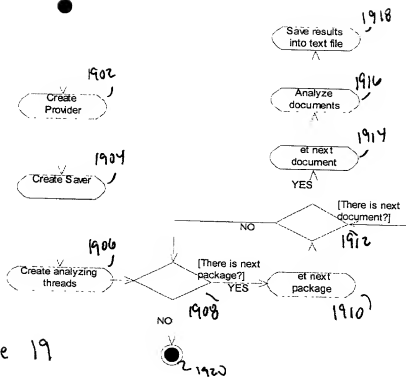 1918
Save results
into text file
1902
1916
Create
Provider
Analyze
documents
1914
1904
et next
document
Create Saver
YES
[There is next
document?]
NO
1912
1906
[There is next
package?]
Create analyzing
threads
YES
et next
package
1908
1910
NO
e 19
1920